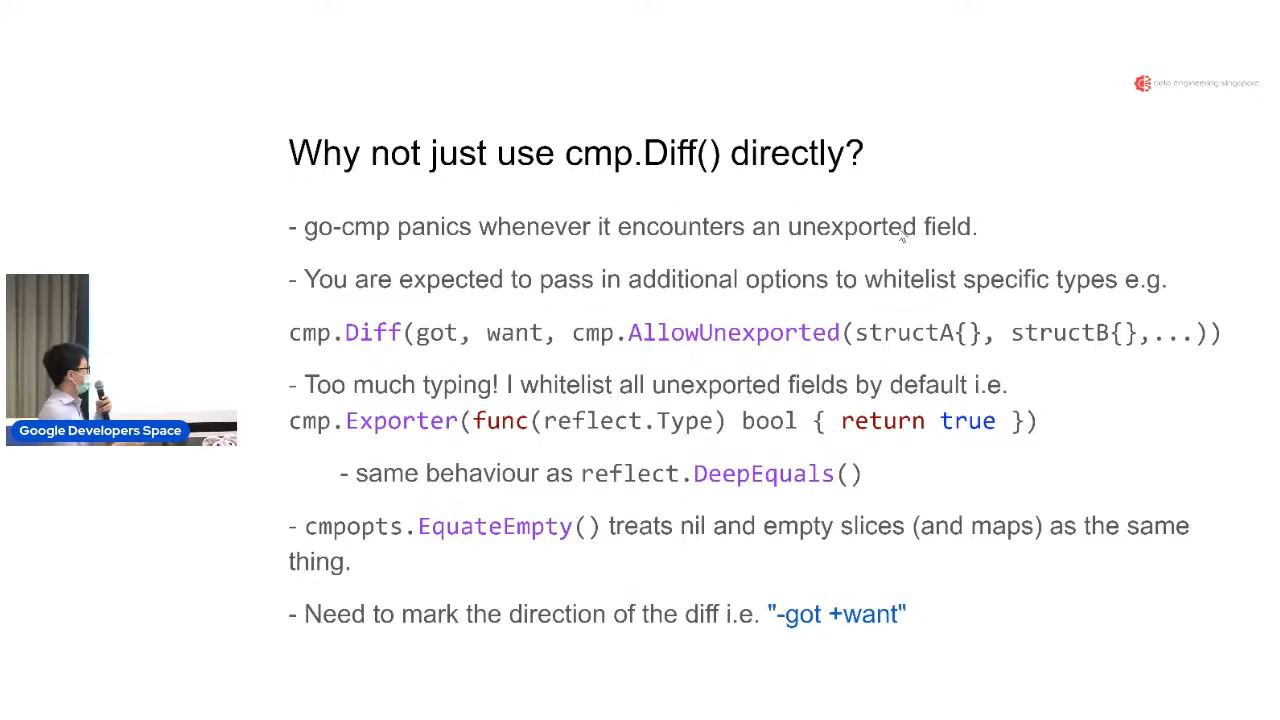 data engineering singapore
Why not just use cmp.Diff() directly?
- go-cmp panics whenever it encounters an unexported field.
- You are expected to pass in additional options to whitelist specific types e.g.
cmp.Diff(got, want, cmp.AllowUnexported(structA{}, structB{},...))
- Too much typing! I whitelist all unexported fields by default i.e.
cmp.Exporter(func(reflect.Type) bool { return true })
- same behaviour as reflect.DeepEquals()
- cmpopts.EquateEmpty() treats nil and empty slices (and maps) as the same
thing.
- Need to mark the direction of the diff i.e. "-got +want"
Google Developers Space